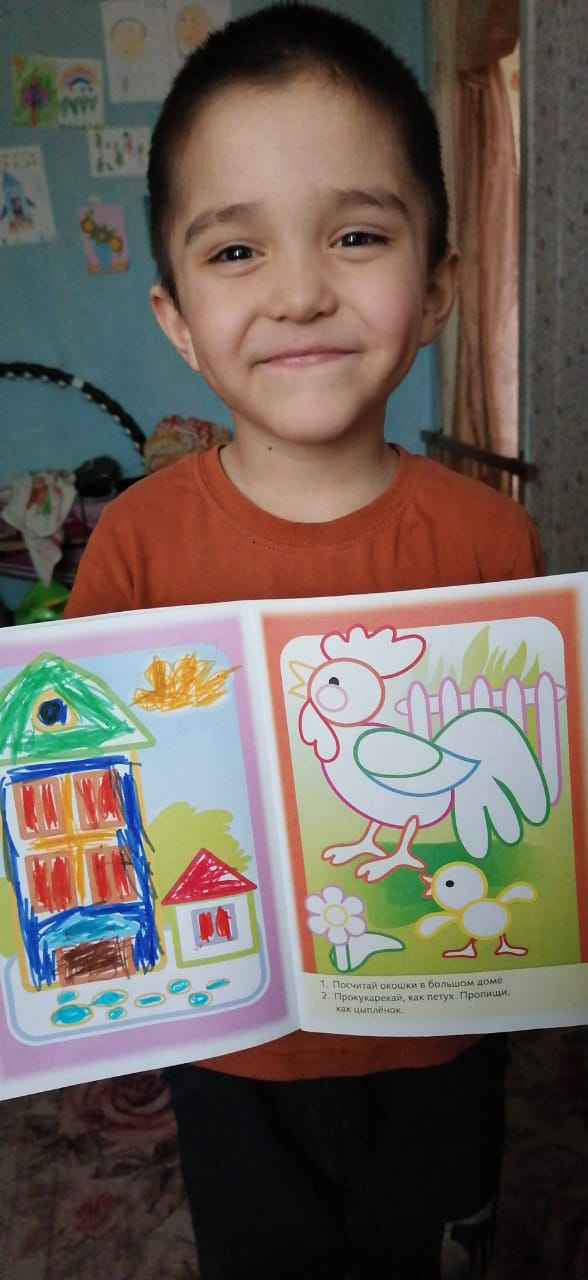 1. Посчитай окошки в большом доме.
2. Прокукарекай, как петух. Пропищи,
как цыплёнок.